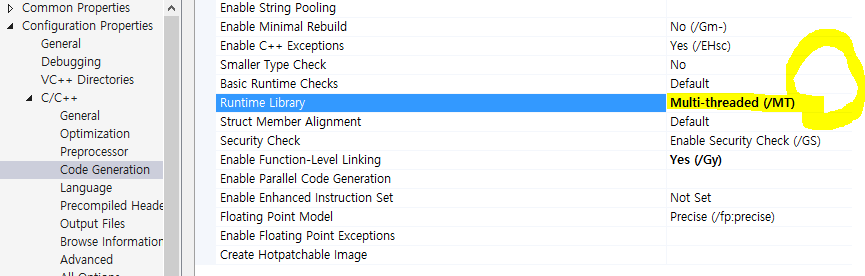 Common Properties
Configuration Properties
General
Debugging
VC++ Directories
C/C++
General
Optimization
Preprocessor
Code Generation
Language
Precompiled Heade
Output Files
Browse Information
Advanced
All Options
Enable String Pooling
Enable Minimal Rebuild No (/Gm-)
Enable C++ Exceptions Yes (/EHsc)
Smaller Type Check No
Basic Runtime Checks Default
Runtime Library Multi-threaded (/MT)
Struct Member Alignment Default
Security Check Enable Security Check (/GS)
Enable Function-Level Linking Yes (/Gy)
Enable Parallel Code Generation
Enable Enhanced Instruction Set Not Set
Floating Point Model Precise (/fp:precise)
Enable Floating Point Exceptions
Create Hotpatchable Image